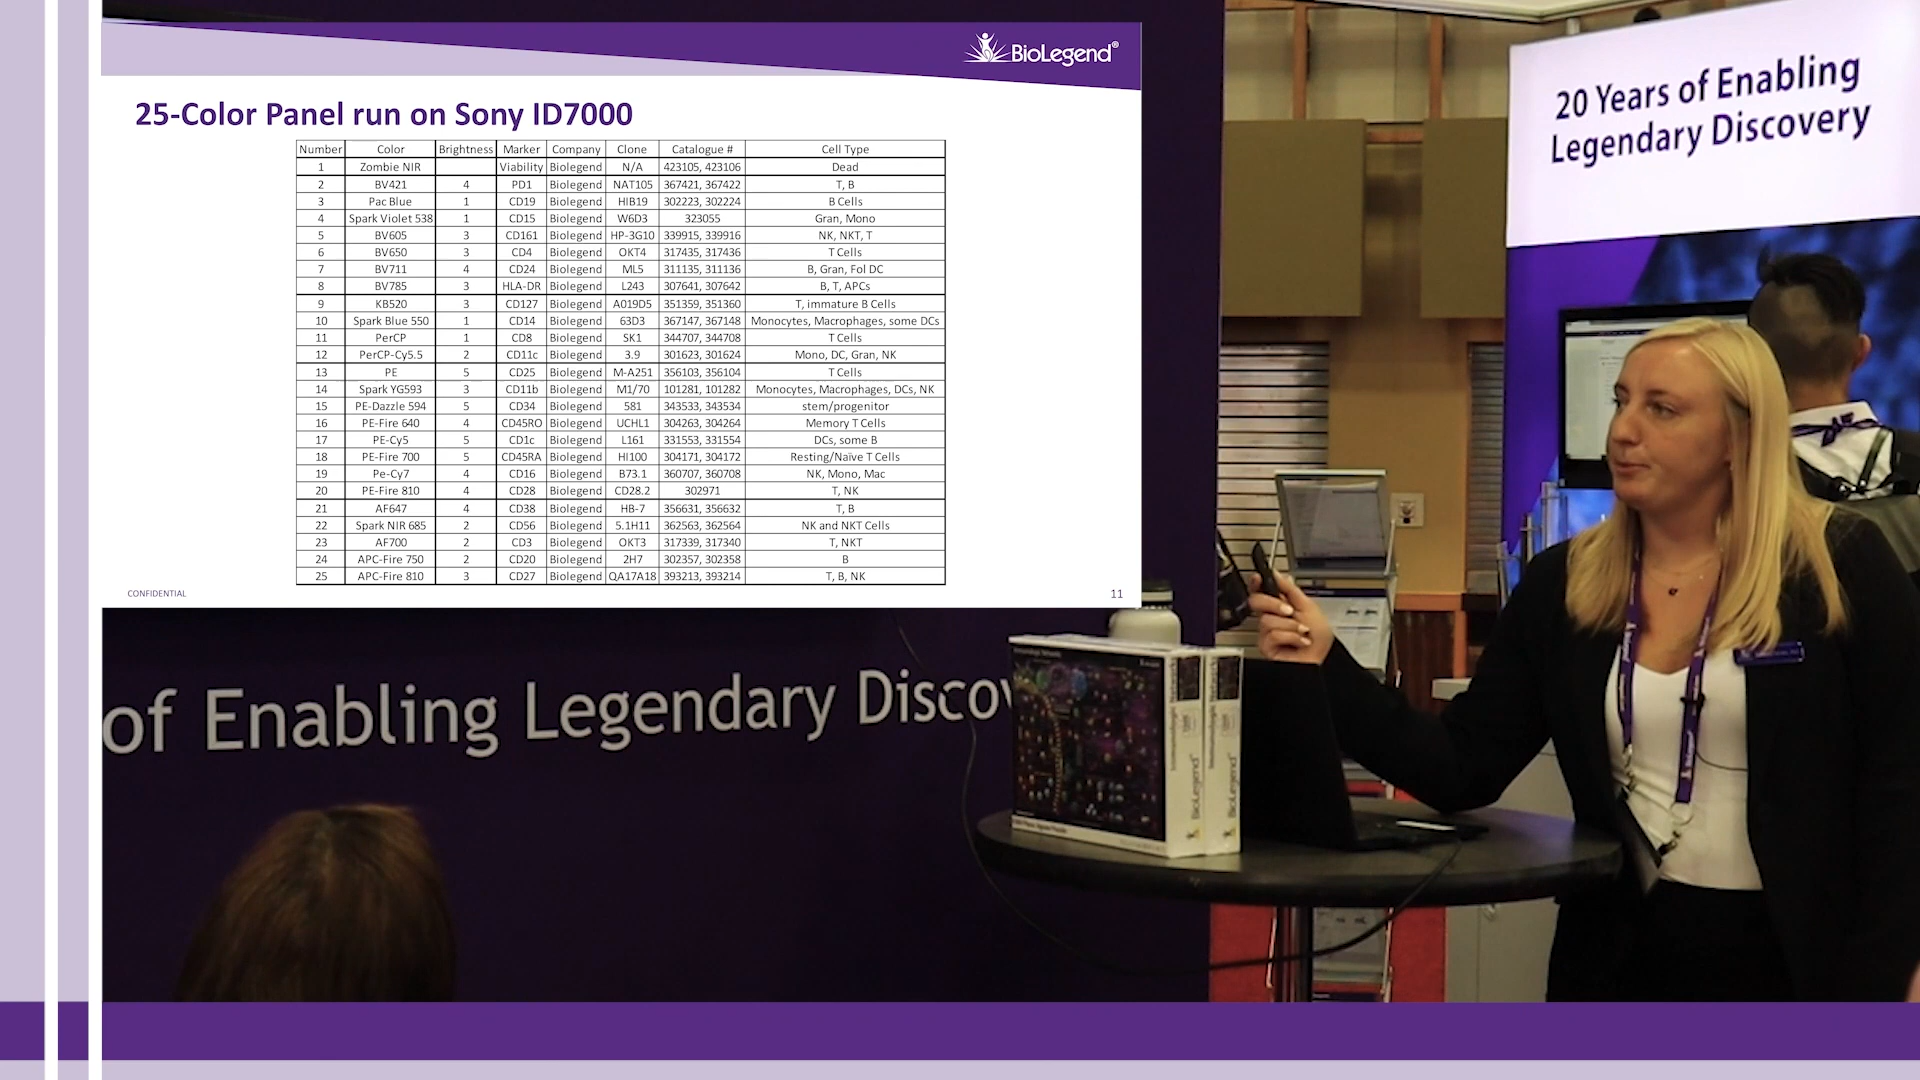 BioLegend®
25-Color Panel run on Sony ID7000
Number Color Brightness Marker Company Clone Catalogue # Cell Type
1 Zombie NIR Viability Biolegend N/A 423105, 423106 Dead
2 BV421 4 PD1 Biolegend NAT105 367421, 367422 T, B
3 Pac Blue 1 CD19 Biolegend HIB19 302223, 302224 B Cells
4 Spark Violet 538 1 CD15 Biolegend W6D3 323055 Gran, Mono
5 BV605 3 CD161 Biolegend HP-3G10 339915, 339916 NK, NKT, T
6 BV650 3 CD4 Biolegend OKT4 317435, 317436 T Cells
7 BV711 4 CD24 Biolegend ML5 311135, 311136 B, Gran, Fol DC
8 BV785 3 HLA-DR Biolegend L243 307641, 307642 B, T, APCs
9 KB520 3 CD127 Biolegend A019D5 351359, 351360 T, immature B Cells
10 Spark Blue 550 1 CD14 Biolegend 63D3 367147, 367148 Monocytes, Macrophages, some DCs
11 PerCP 1 CD8 Biolegend SK1 344707, 344708 T Cells
12 PerCP-Cy5.5 2 CD11c Biolegend 3.9 301623, 301624 Mono, DC, Gran, NK
13 PE 5 CD25 Biolegend M-A251 356103, 356104 T Cells
14 Spark YG593 3 CD11b Biolegend M1/70 101281, 101282 Monocytes, Macrophages, DCs, NK
15 PE-Dazzle 594 5 CD34 Biolegend 581 343533, 343534 stem/progenitor
16 PE-Fire 640 4 CD45RO Biolegend UCHL1 304263, 304264 Memory T Cells
17 PE-Cy5 5 CD1c Biolegend L161 331553, 331554 DCs, some B
18 PE-Fire 700 5 CD45RA Biolegend HI100 304171, 304172 Resting/Naïve T Cells
19 Pe-Cy7 4 CD16 Biolegend B73.1 360707, 360708 NK, Mono, Mac
20 PE-Fire 810 4 CD28 Biolegend CD28.2 302971 T, NK
21 AF647 4 CD38 Biolegend HB-7 356631, 356632 T, B
22 Spark NIR 685 2 CD56 Biolegend 5.1H11 362563, 362564 NK and NKT Cells
23 AF700 2 CD3 Biolegend OKT3 317339, 317340 T, NKT
24 APC-Fire 750 2 CD20 Biolegend 2H7 302357, 302358 B
25 APC-Fire 810 3 CD27 Biolegend QA17A18 393213, 393214 T, B, NK
CONFIDENTIAL 11
20 Years of Enabling
Legendary Discovery
of Enabling Legendary Discov
BioLegend
BioLegend